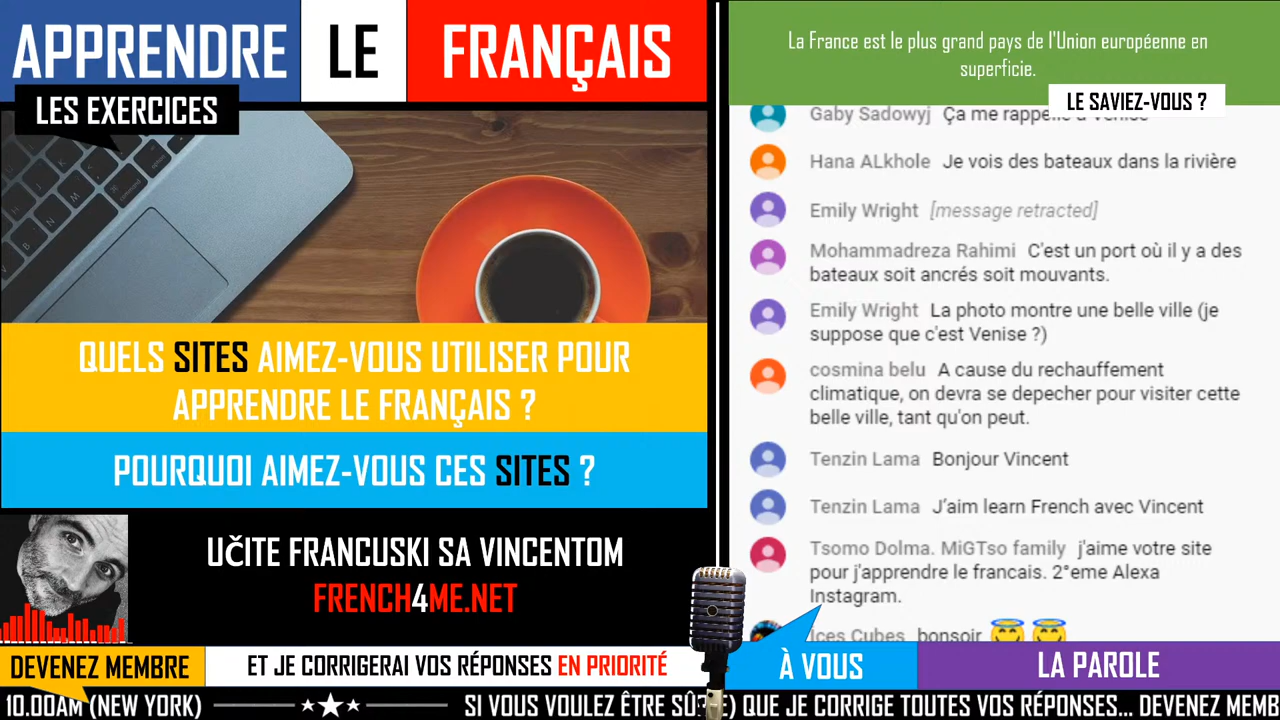 APPRENDRE LE FRANÇAIS
LES EXERCICES
QUELS SITES AIMEZ-VOUS UTILISER POUR
APPRENDRE LE FRANÇAIS ?
POURQUOI AIMEZ-VOUS CES SITES ?
UČITE FRANCUSKI SA VINCENTOM
FRENCH4ME.NET
DEVENEZ MEMBRE
ET JE CORRIGERAI VOS RÉPONSES EN PRIORITÉ
La France est le plus grand pays de l'Union européenne en
superficie.
LE SAVIEZ-VOUS ?
Gaby Sadowyj Ça me rappelle à Venise
Hana ALkhole Je vois des bateaux dans la rivière
Emily Wright [message retracted]
Mohammadreza Rahimi C'est un port où il y a des
bateaux soit ancrés soit mouvants.
Emily Wright La photo montre une belle ville (je
suppose que c'est Venise ?)
cosmina belu A cause du rechauffement
climatique, on devra se depecher pour visiter cette
belle ville, tant qu'on peut.
Tenzin Lama Bonjour Vincent
Tenzin Lama J'aim learn French avec Vincent
Tsomo Dolma. MiGTso family j'aime votre site
pour j'apprendre le francais. 2°eme Alexa
Instagram.
Ices Cubes bonsoir
À VOUS LA PAROLE
10.00AM (NEW YORK) SI VOUS VOULEZ ÊTRE QUE JE CORRIGE TOUTES VOS RÉPONSES... DEVENEZ MEMB